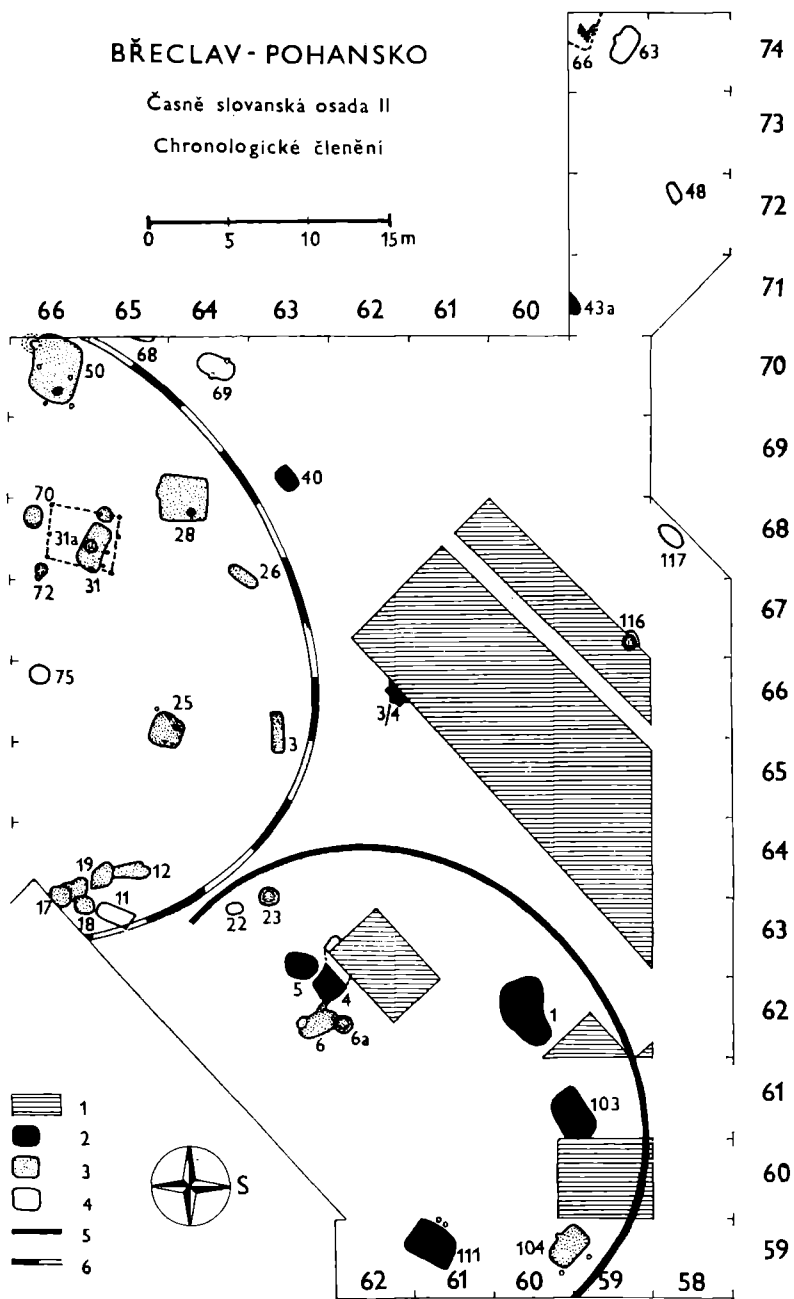 BŘECLAV - POHANSKO
Časně slovanská osada II
Chronologické členění
0 5 10 15 m
66 63 74
73
48 72
43a 71
66 65 64 63 62 61 60
68
50 69 70
40 69
70 28 68
31a 117
72 31 26 67
116
75 66
3/4
25 13 65
19 12 64
17 18 11 22 23 63
5 4 1 62
6 6a
103 61
1
2
3
4
5
6
S
60
111 104 59
62 61 60 59 58